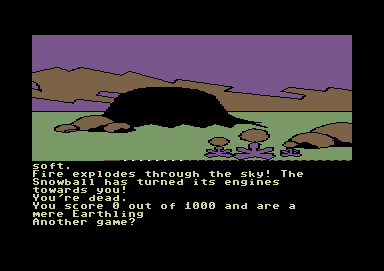 soft.
Fire explodes through the sky! The
Snowball has turned its engines
towards you!
You're dead.
You score 0 out of 1000 and are a
mere Earthling
Another game?